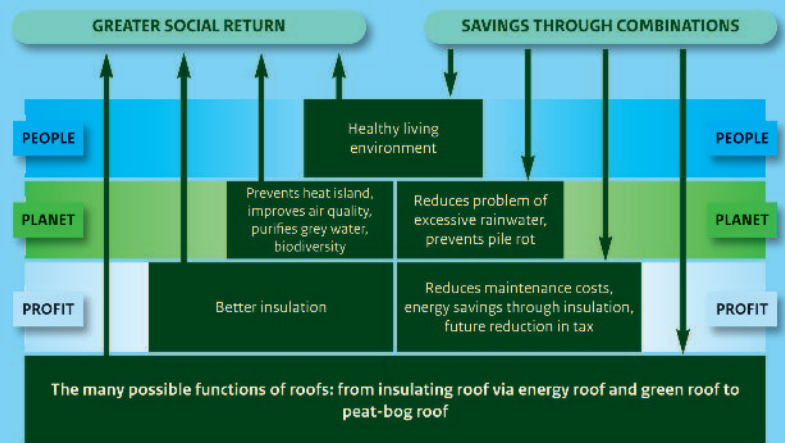 GREATER SOCIAL RETURN
SAVINGS THROUGH COMBINATIONS
PEOPLE
Healthy living
environment
PEOPLE
PLANET
Prevents heat island,
improves air quality,
purifies grey water,
biodiversity
Reduces problem of
excessive rainwater,
prevents pile rot
PLANET
PROFIT
Better insulation
Reduces maintenance costs,
energy savings through insulation,
future reduction in tax
PROFIT
The many possible functions of roofs: from insulating roof via energy roof and green roof to
peat-bog roof